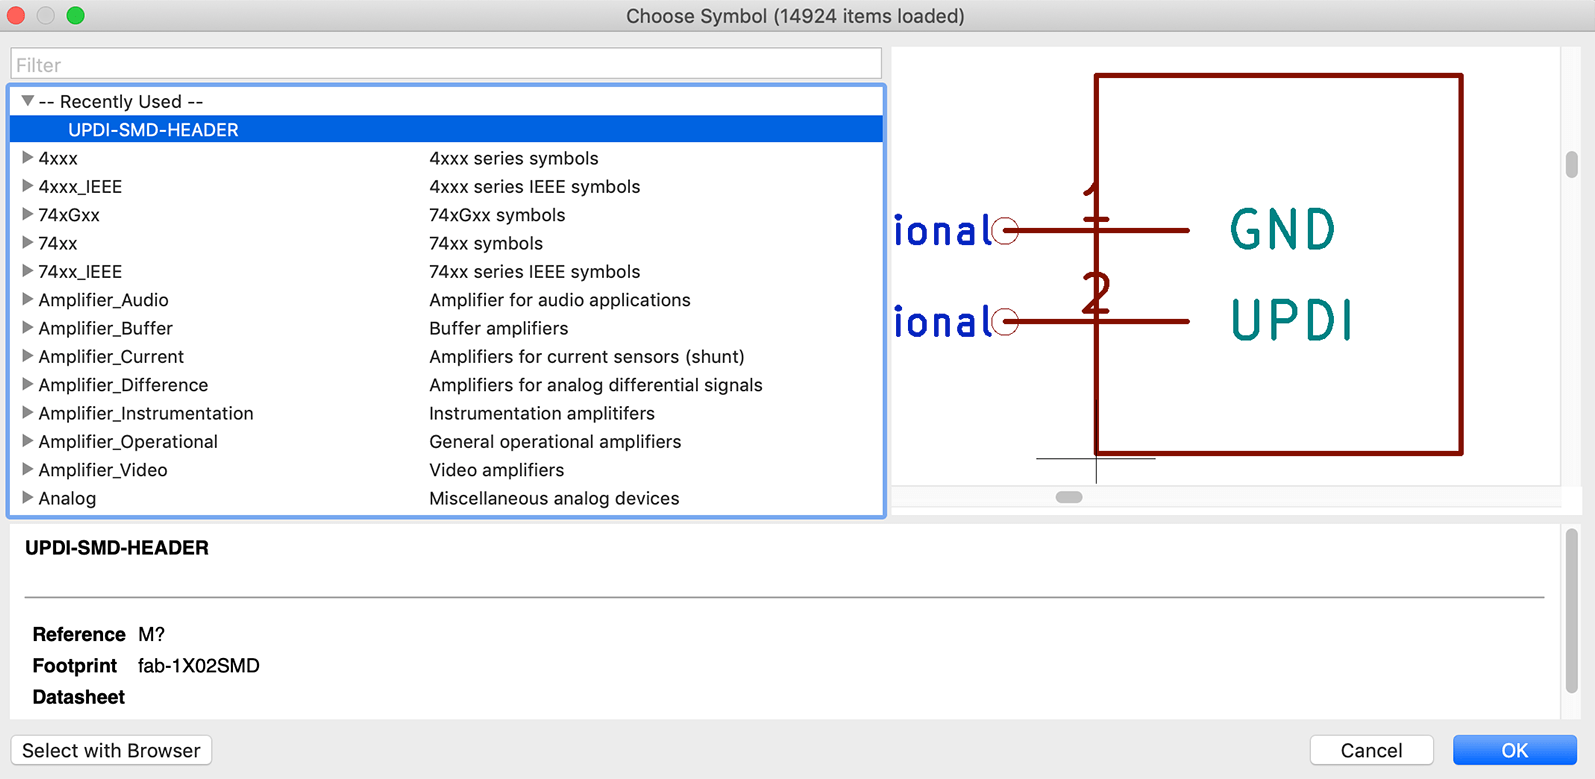 Choose Symbol (14924 items loaded)
Filter
-- Recently Used --
UPDI-SMD-HEADER
4xxx 4xxx series symbols
4xxx_IEEE 4xxx series IEEE symbols
74xGxx 74xGxx symbols
74xx 74xx symbols
74xx_IEEE 74xx series IEEE symbols
Amplifier_Audio Amplifier for audio applications
Amplifier_Buffer Buffer amplifiers
Amplifier_Current Amplifiers for current sensors (shunt)
Amplifier_Difference Amplifiers for analog differential signals
Amplifier_Instrumentation Instrumentation amplitifers
Amplifier_Operational General operational amplifiers
Amplifier_Video Video amplifiers
Analog Miscellaneous analog devices
1
ional GND
2
ional UPDI
UPDI-SMD-HEADER
Reference M?
Footprint fab-1X02SMD
Datasheet
Select with Browser Cancel OK